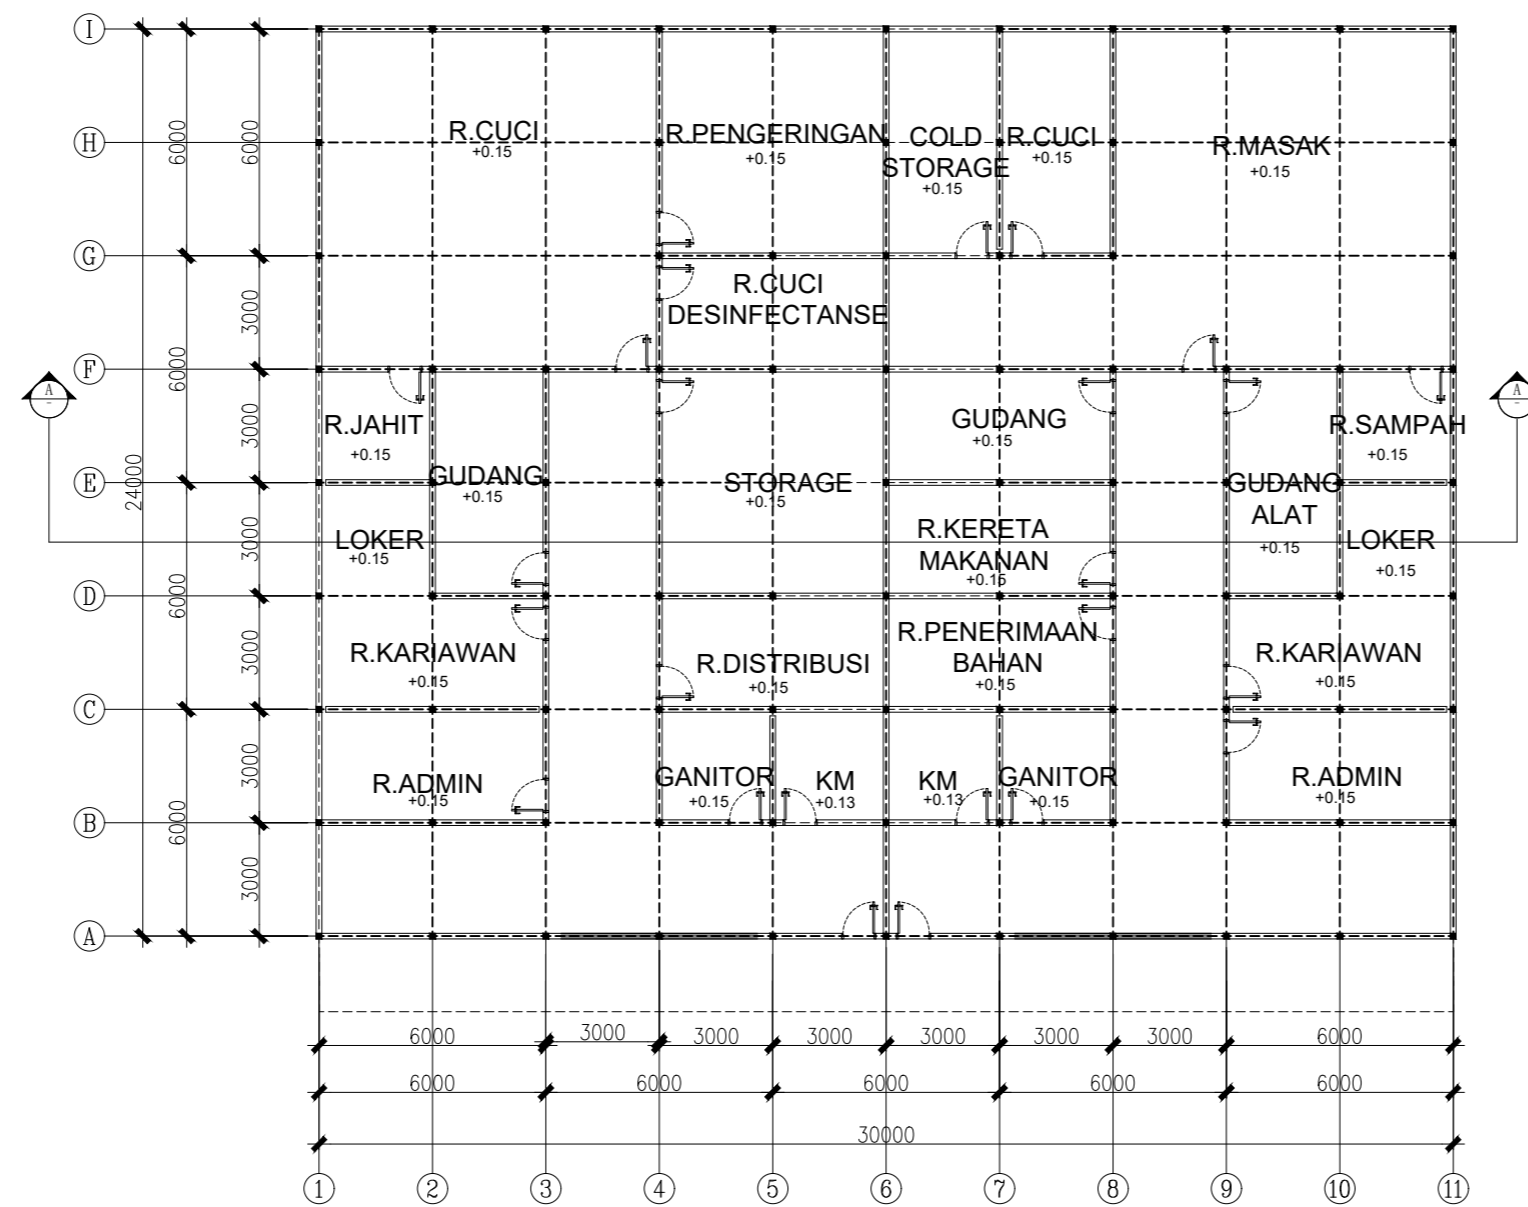 I
H
G
F
E
D
C
B
A
24000
6000
6000
6000
6000
6000
3000
3000
3000
3000
3000
3000
R.CUCI
+0.15
R.PENGERINGAN
+0.15
COLD
STORAGE
+0.15
R.CUCI
+0.15
R.MASAK
+0.15
R.CUCI
DESINFECTANSE
A
-
A
-
R.JAHIT
+0.15
GUDANG
+0.15
LOKER
+0.15
STORAGE
+0.15
GUDANG
+0.15
R.KERETA
MAKANAN
+0.15
GUDANG
ALAT
+0.15
R.SAMPAH
+0.15
LOKER
+0.15
R.KARIAWAN
+0.15
R.DISTRIBUSI
+0.15
R.PENERIMAAN
BAHAN
+0.15
R.KARIAWAN
+0.15
R.ADMIN
+0.15
GANITOR
+0.15
KM
+0.13
KM
+0.13
GANITOR
+0.15
R.ADMIN
+0.15
6000 3000 3000 3000 3000 3000 3000 6000
6000 6000 6000 6000 6000
30000
1 2 3 4 5 6 7 8 9 10 11